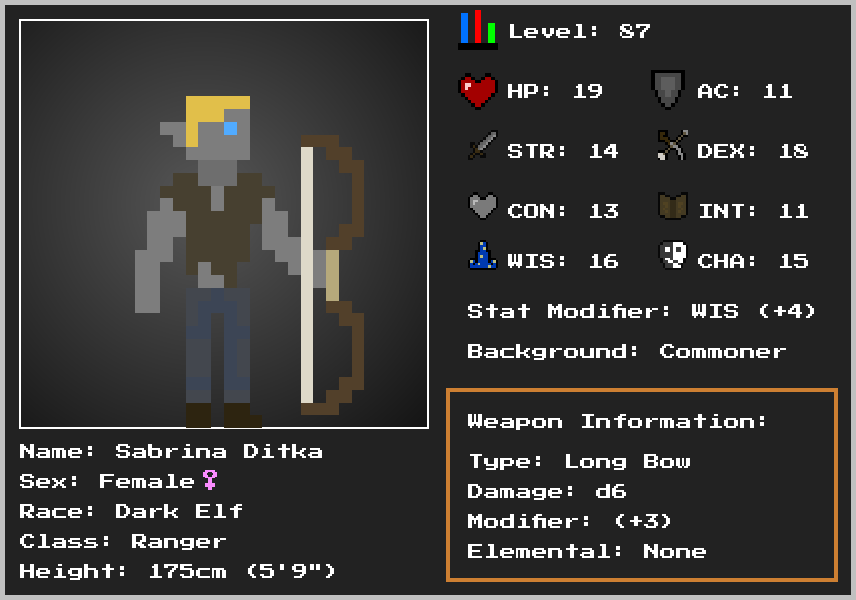 Level: 87
HP: 19
AC: 11
STR: 14
DEX: 18
CON: 13
INT: 11
WIS: 16
CHA: 15
Stat Modifier: WIS (+4)
Background: Commoner
Weapon Information:
Type: Long Bow
Damage: d6
Modifier: (+3)
Elemental: None
Name: Sabrina Ditka
Sex: Female♀
Race: Dark Elf
Class: Ranger
Height: 175cm (5'9")